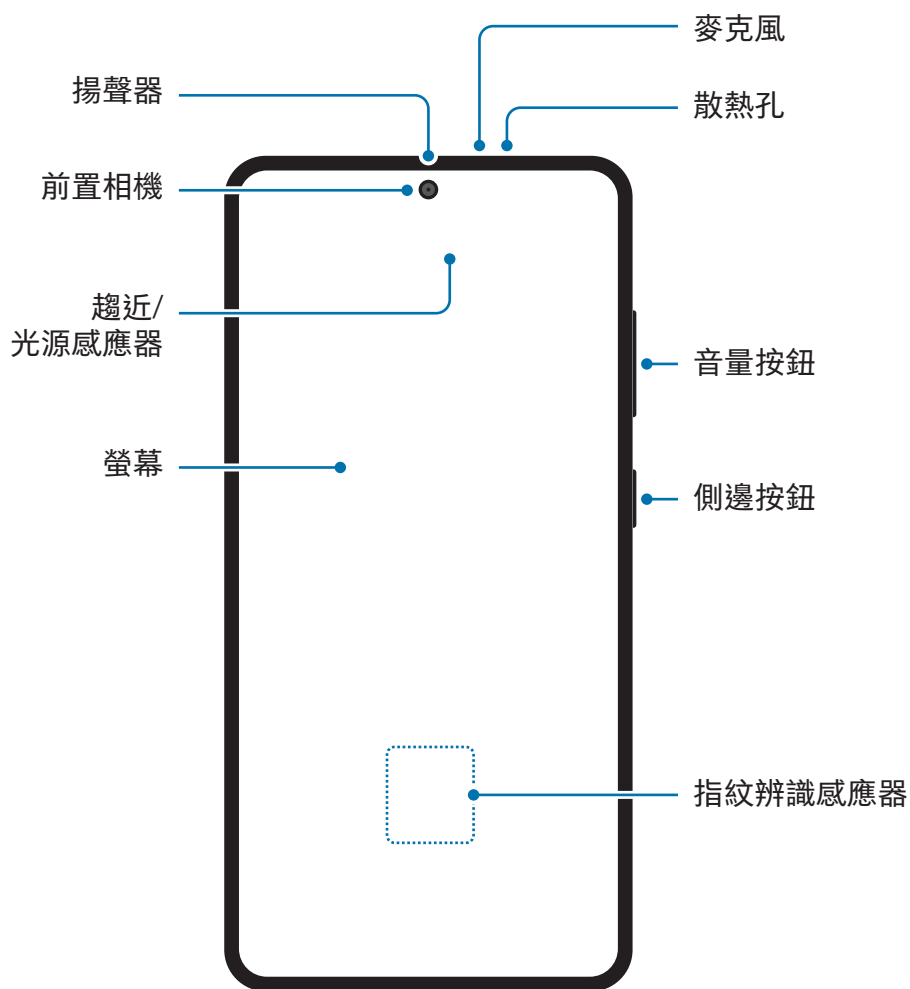 麥克風
揚聲器
散熱孔
前置相機
趨近/
光源感應器
音量按鈕
螢幕
側邊按鈕
指紋辨識感應器